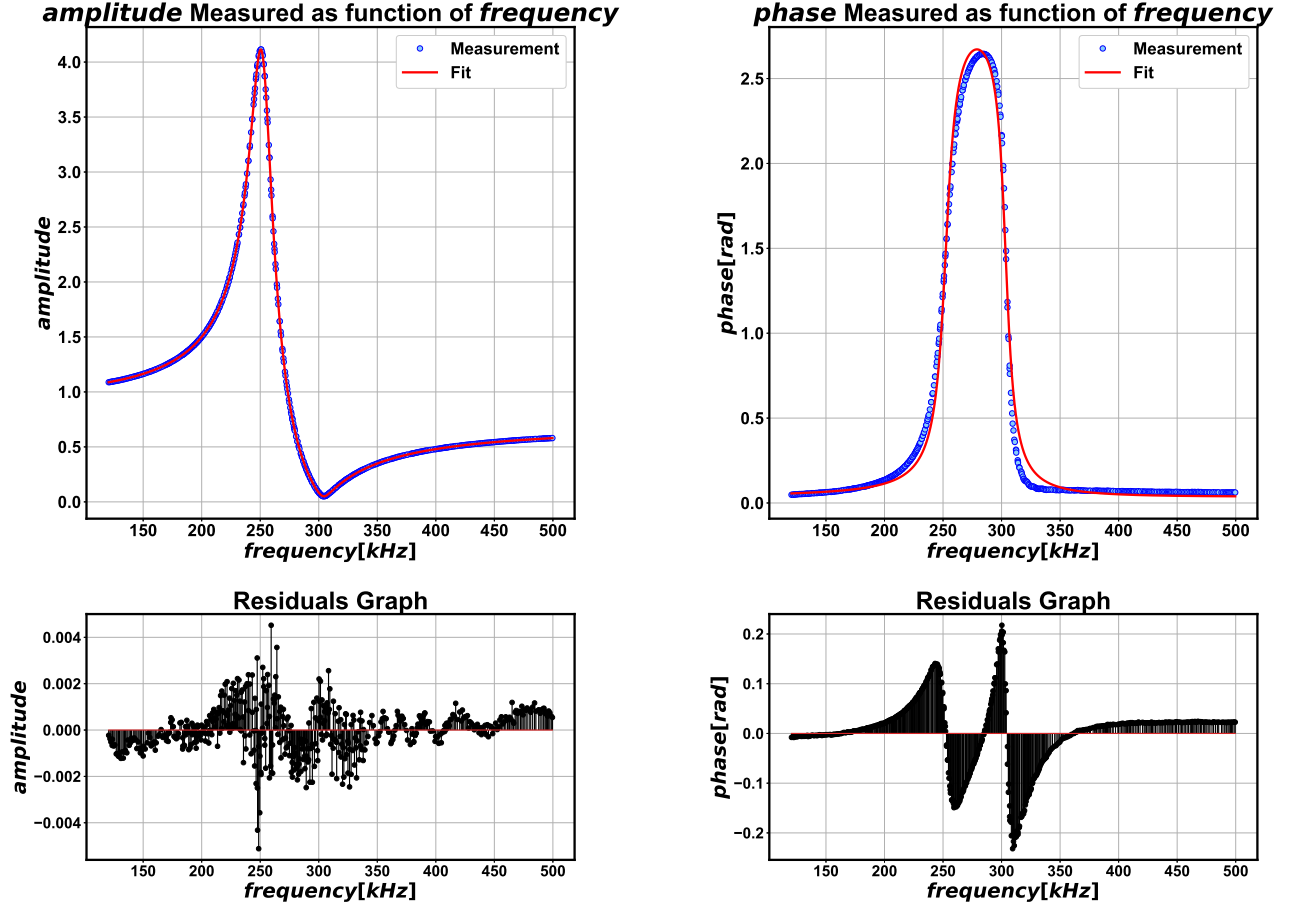 amplitude Measured as function of frequency
Measurement
Fit
4.0
3.5
3.0
2.5
2.0
1.5
1.0
0.5
0.0
amplitude
150 200 250 300 350 400 450 500
frequency[kHz]
phase Measured as function of frequency
Measurement
Fit
2.5
2.0
1.5
1.0
0.5
0.0
phase[rad]
150 200 250 300 350 400 450 500
frequency[kHz]
Residuals Graph
0.004
0.002
0.000
−0.002
−0.004
amplitude
150 200 250 300 350 400 450 500
frequency[kHz]
Residuals Graph
0.2
0.1
0.0
−0.1
−0.2
phase[rad]
150 200 250 300 350 400 450 500
frequency[kHz]